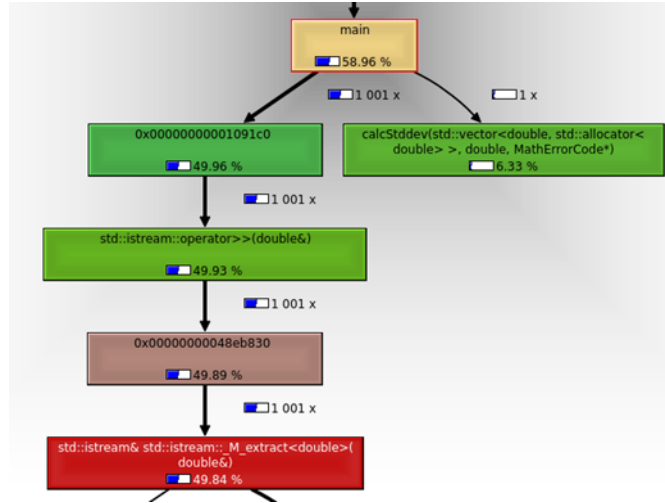 main
58.96 %
1 001 x
1 x
0x00000000001091c0
49.96 %
calcStddev(std::vector<double, std::allocator<
double> >, double, MathErrorCode*)
6.33 %
1 001 x
std::istream::operator>>(double&)
49.93 %
1 001 x
0x00000000048eb830
49.89 %
1 001 x
std::istream& std::istream::_M_extract<double>(
double&)
49.84 %